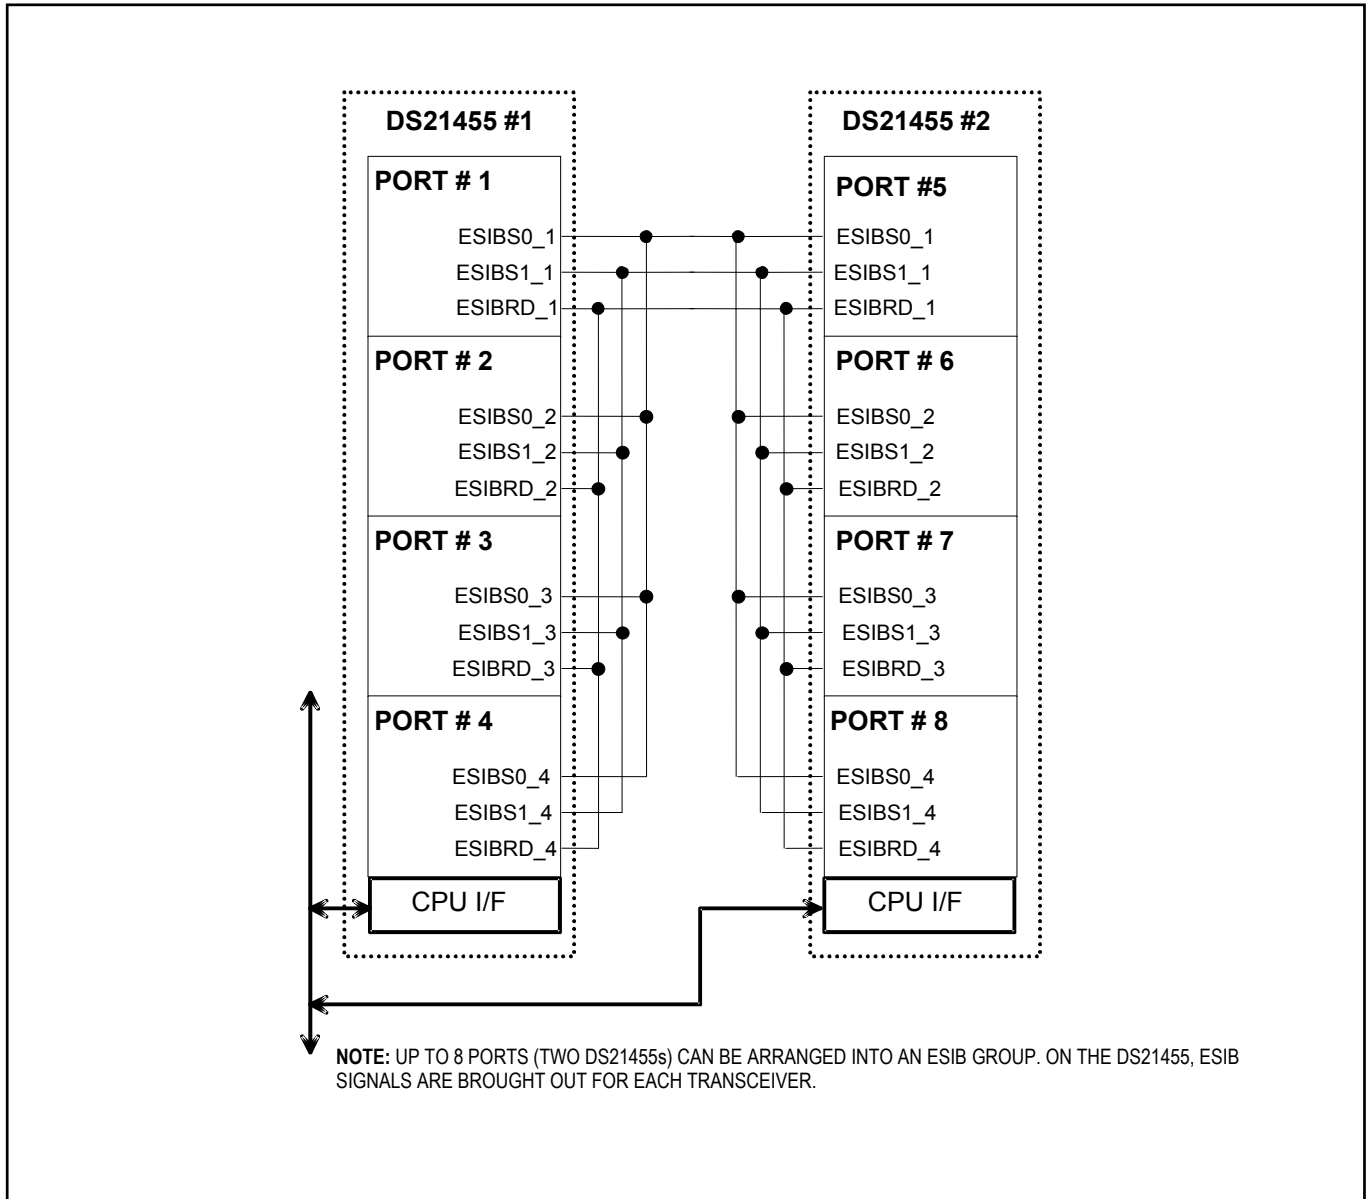 DS21455 #1
PORT # 1
ESIBS0_1
ESIBS1_1
ESIBRD_1
PORT # 2
ESIBS0_2
ESIBS1_2
ESIBRD_2
PORT # 3
ESIBS0_3
ESIBS1_3
ESIBRD_3
PORT # 4
ESIBS0_4
ESIBS1_4
ESIBRD_4
CPU I/F
DS21455 #2
PORT #5
ESIBS0_1
ESIBS1_1
ESIBRD_1
PORT # 6
ESIBS0_2
ESIBS1_2
ESIBRD_2
PORT # 7
ESIBS0_3
ESIBS1_3
ESIBRD_3
PORT # 8
ESIBS0_4
ESIBS1_4
ESIBRD_4
CPU I/F
NOTE: UP TO 8 PORTS (TWO DS21455s) CAN BE ARRANGED INTO AN ESIB GROUP. ON THE DS21455, ESIB
SIGNALS ARE BROUGHT OUT FOR EACH TRANSCEIVER.